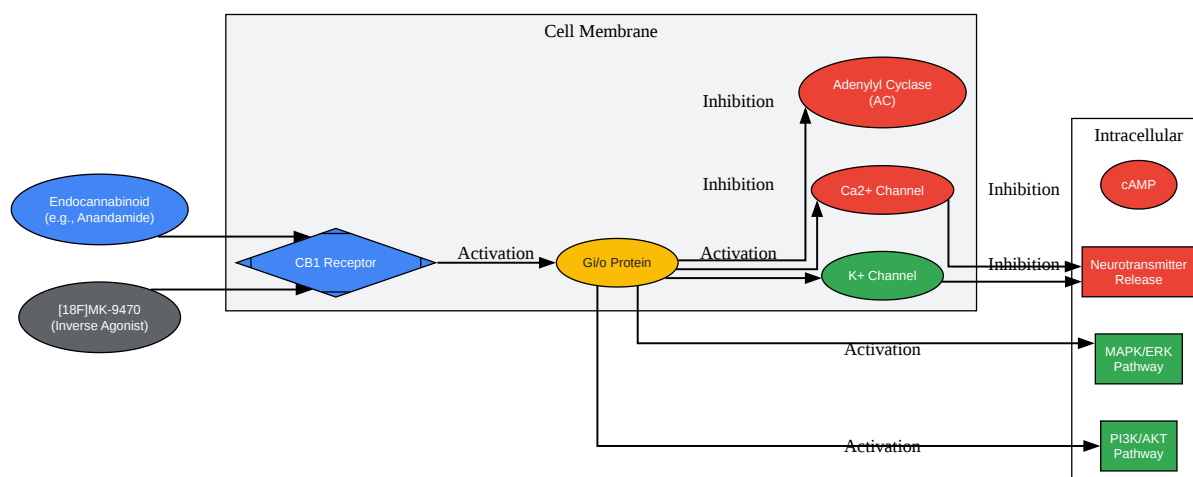 Cell Membrane
Adenylyl Cyclase
(AC)
Inhibition
Intracellular
Inhibition
Ca2+ Channel
Inhibition
cAMP
Endocannabinoid
(e.g., Anandamide)
CB1 Receptor
Activation
Gi/o Protein
Activation
K+ Channel
Inhibition
Neurotransmitter
Release
[18F]MK-9470
(Inverse Agonist)
Activation
MAPK/ERK
Pathway
Activation
PI3K/AKT
Pathway